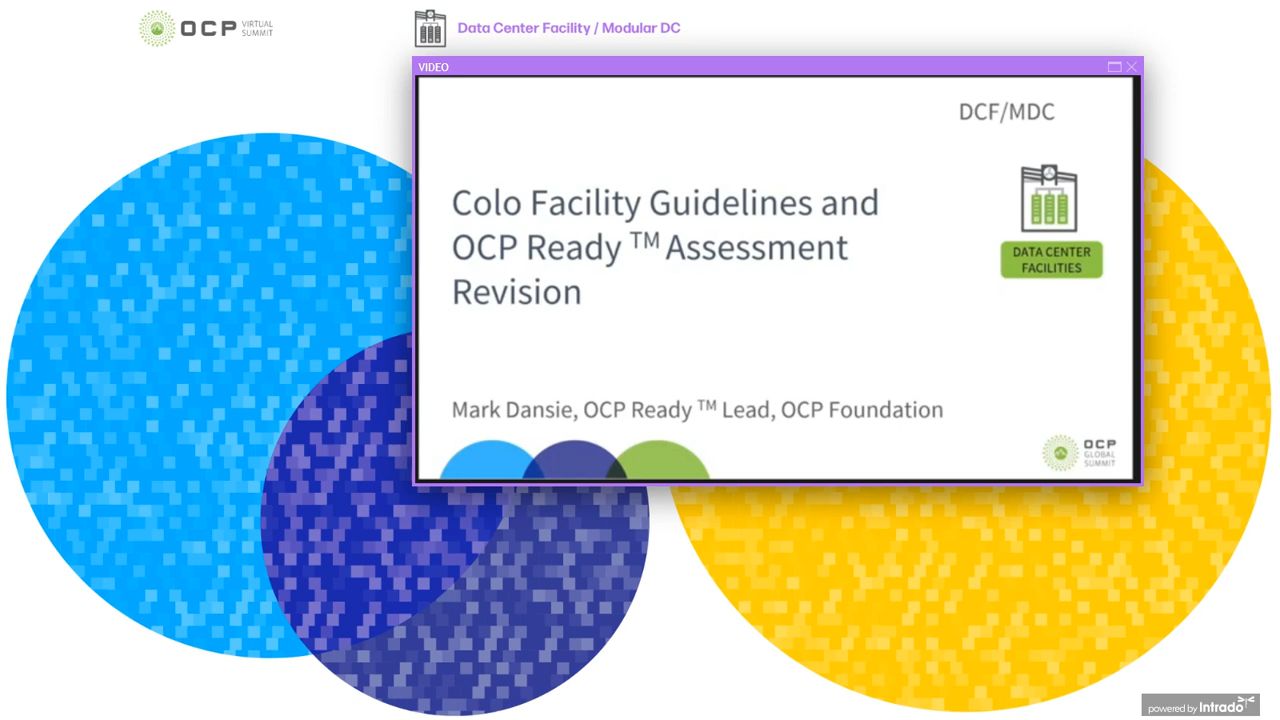 OCP VIRTUAL
SUMMIT
Data Center Facility / Modular DC
VIDEO
DCF/MDC
Colo Facility Guidelines and
OCP Ready ™ Assessment
Revision
DATA CENTER
FACILITIES
Mark Dansie, OCP Ready ™ Lead, OCP Foundation
OCP
GLOBAL
SUMMIT
powered by Intrado